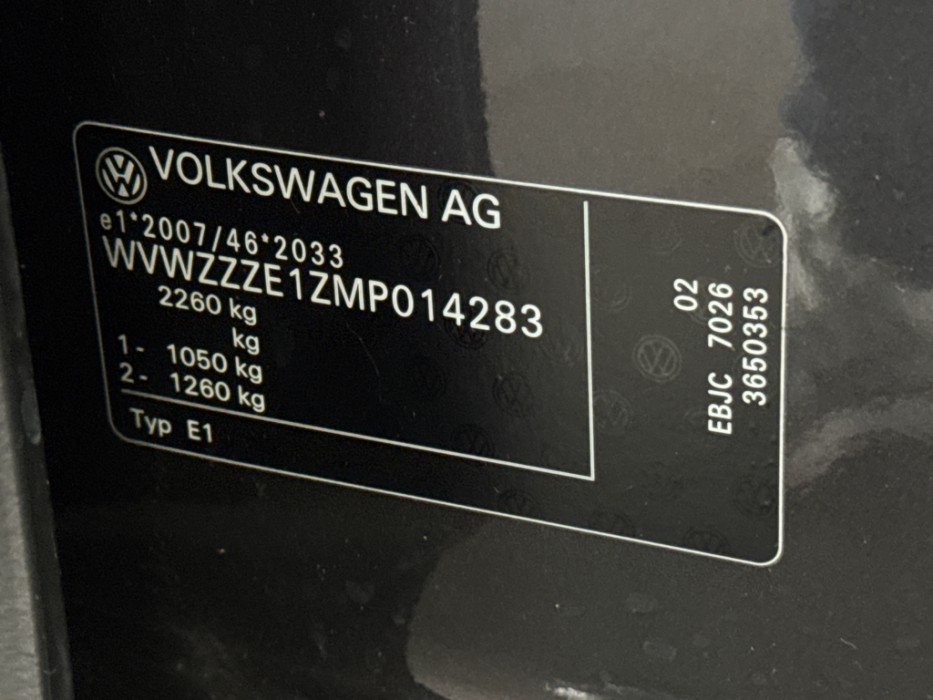 VOLKSWAGEN AG
e1*2007/46*2033
WVWZZZE1ZMP014283
2260 kg
kg
1- 1050 kg
2- 1260 kg
Typ E1
02
EBJC 7026
3650353